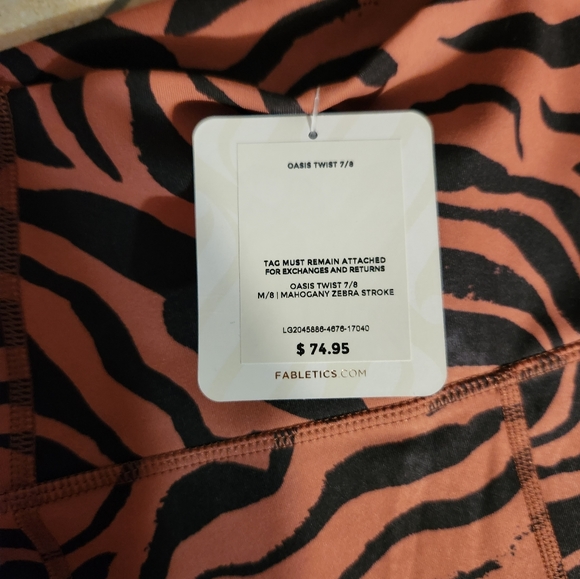 OASIS TWIST 7/8
TAG MUST REMAIN ATTACHED
FOR EXCHANGES AND RETURNS
OASIS TWIST 7/8
M/8 | MAHOGANY ZEBRA STROKE
LG2045886-4676-17040
$ 74.95
FABLETICS.COM